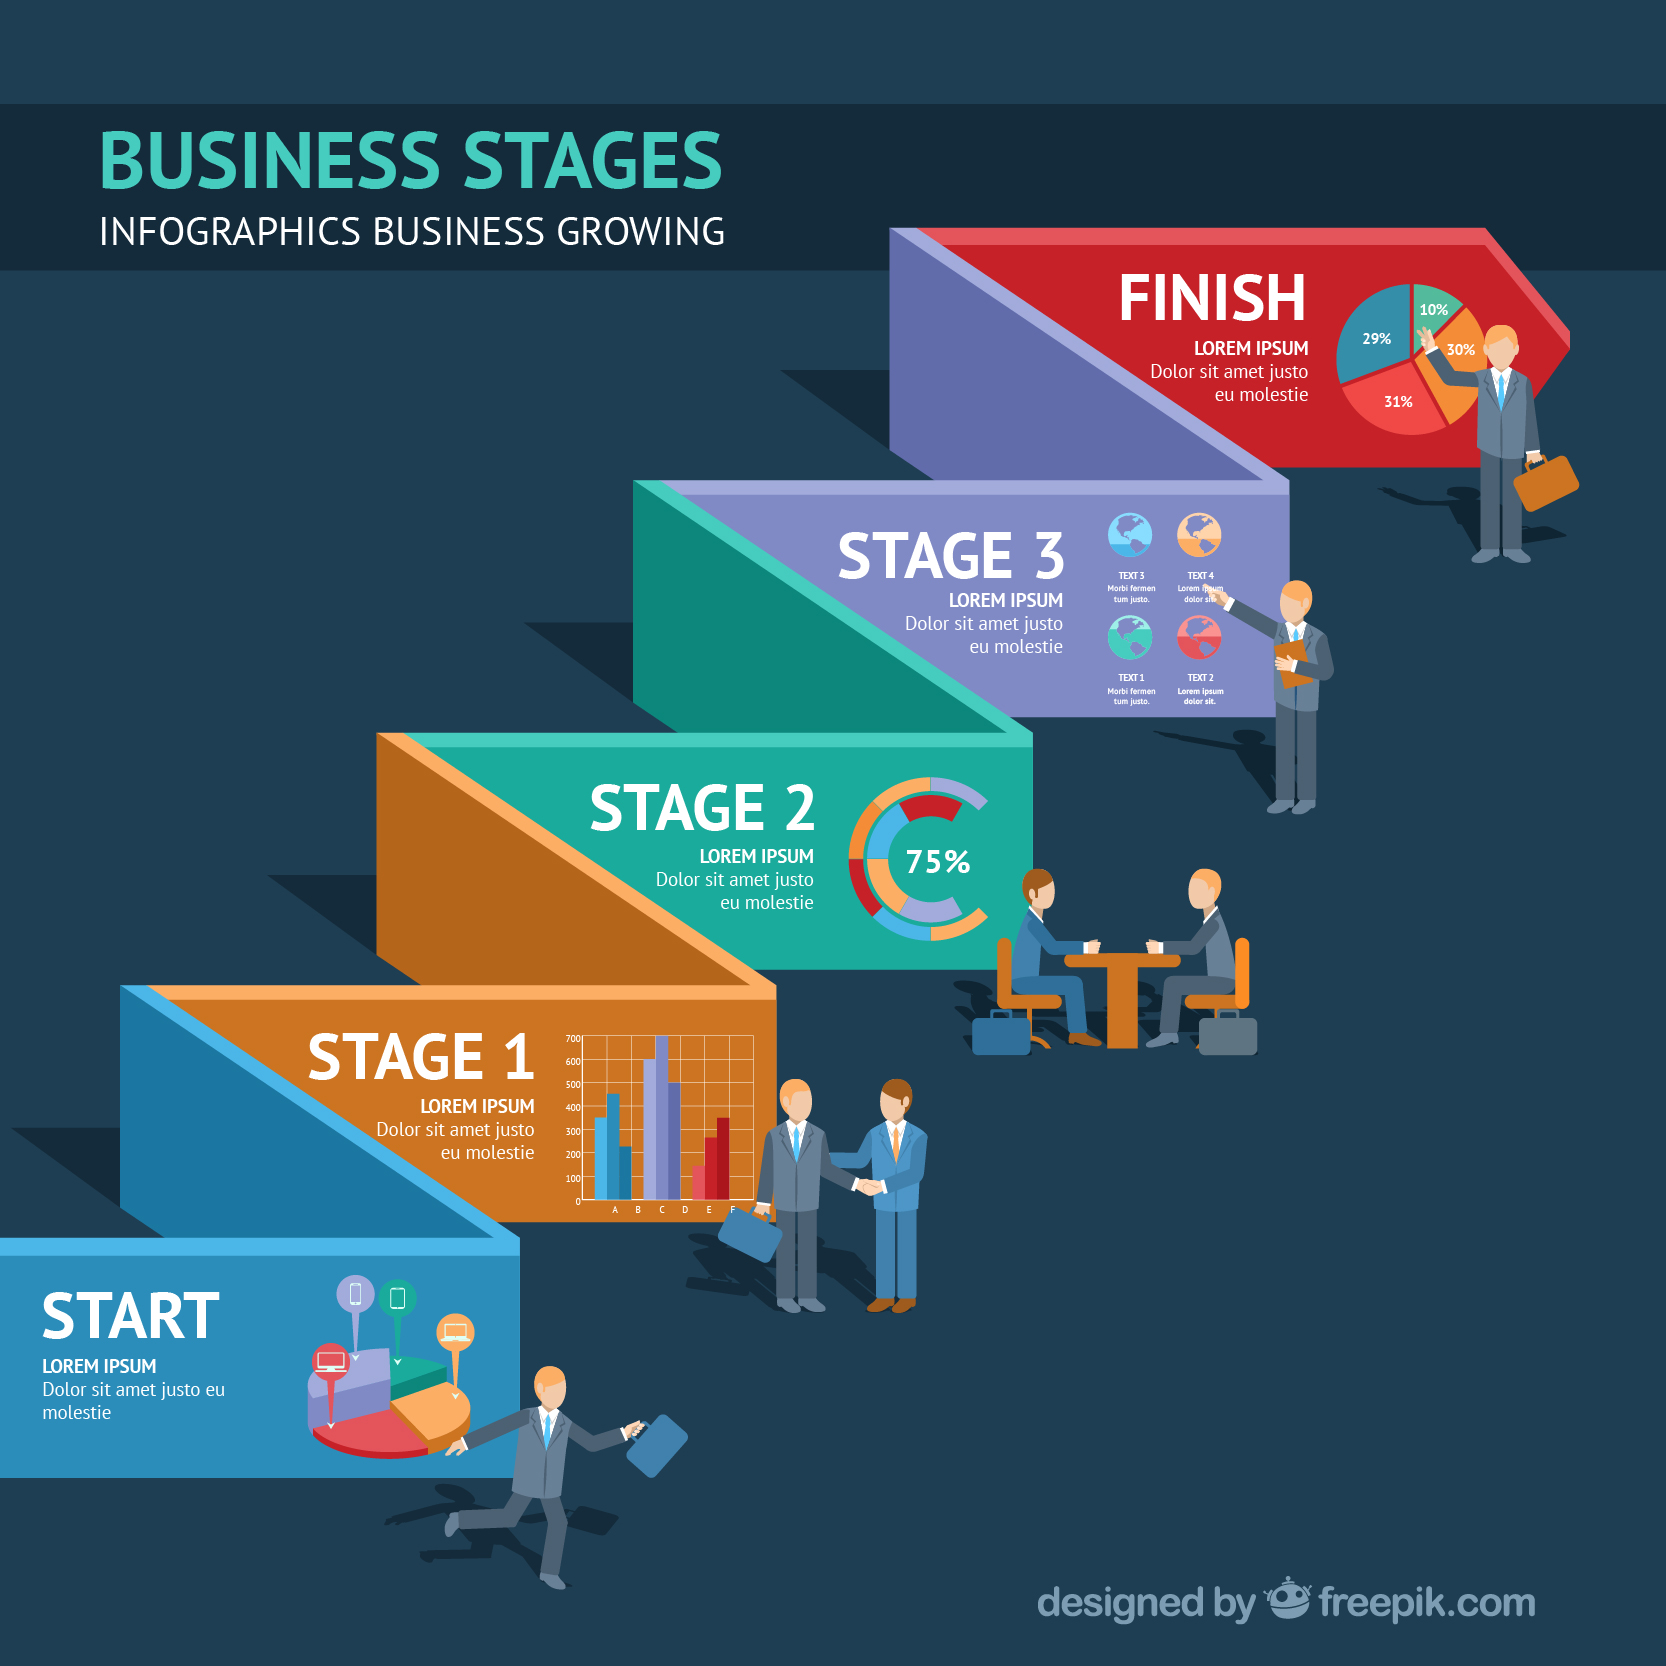 BUSINESS STAGES
INFOGRAPHICS BUSINESS GROWING
FINISH
LOREM IPSUM
Dolor sit amet justo
eu molestie
10%
29%
30%
31%
STAGE 3
LOREM IPSUM
Dolor sit amet justo
eu molestie
TEXT 3
Morbi fermen
tum justo.
TEXT 4
Lorem ipsum
dolor sit.
TEXT 1
Morbi fermen
tum justo.
TEXT 2
Lorem ipsum
dolor sit.
STAGE 2
LOREM IPSUM
Dolor sit amet justo
eu molestie
75%
STAGE 1
LOREM IPSUM
Dolor sit amet justo
eu molestie
700
600
500
400
300
200
100
0
A B C D E F
START
LOREM IPSUM
Dolor sit amet justo eu
molestie
designed by freepik.com